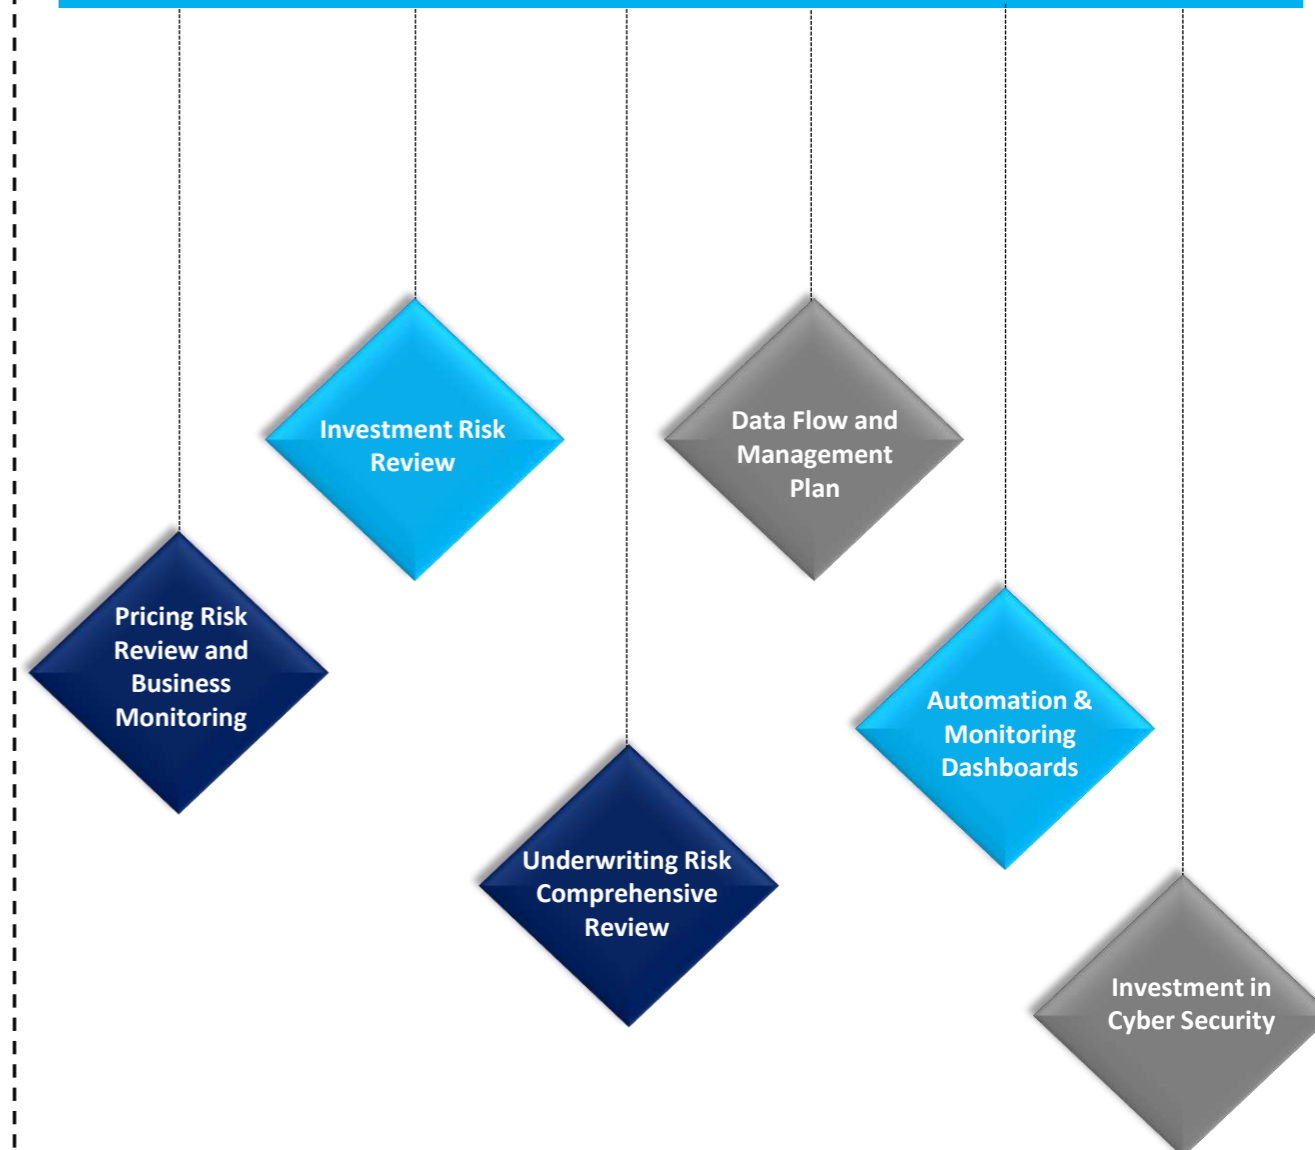 Investment Risk
Review
Data Flow and
Management
Plan
Pricing Risk
Review and
Business
Monitoring
Automation &
Monitoring
Dashboards
Underwriting Risk
Comprehensive
Review
Investment in
Cyber Security